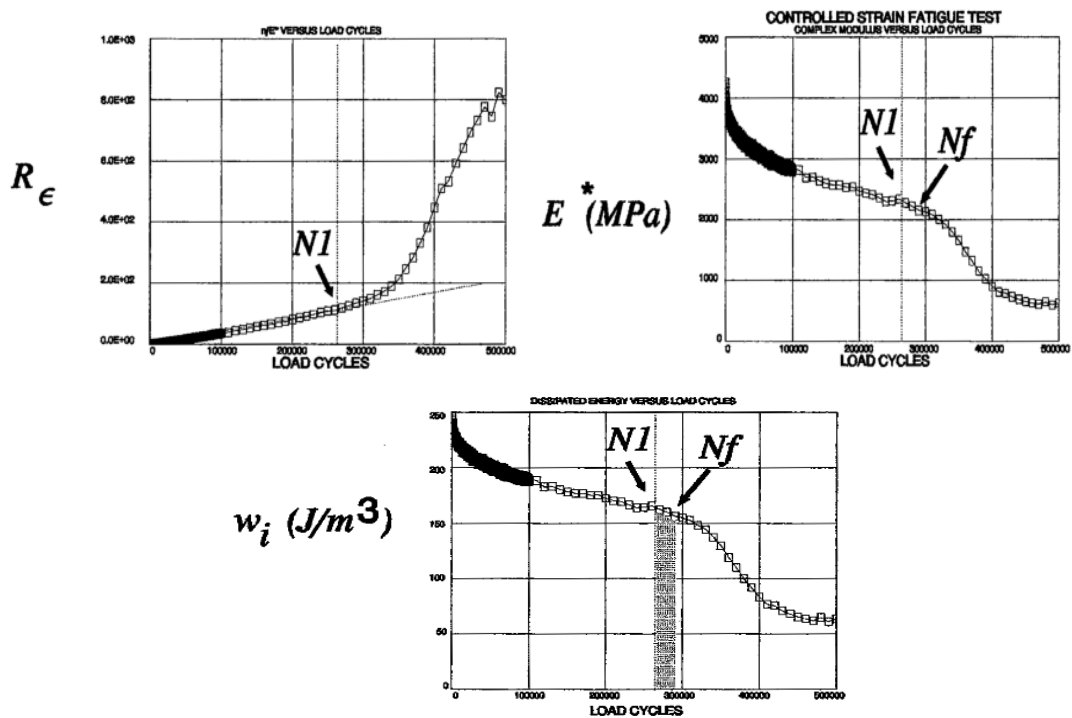 n/E* VERSUS LOAD CYCLES
1.0E+03
8.0E+02
6.0E+02
4.0E+02
2.0E+02
0.0E+00
R ϵ
N1
0 100000 200000 300000 400000 500000
LOAD CYCLES
CONTROLLED STRAIN FATIGUE TEST
COMPLEX MODULUS VERSUS LOAD CYCLES
5000
4000
3000
2000
1000
0
E * (MPa)
N1
Nf
0 100000 200000 300000 400000 500000
LOAD CYCLES
DISSIPATED ENERGY VERSUS LOAD CYCLES
250
200
150
100
50
0
w i (J/m³)
N1
Nf
0 100000 200000 300000 400000 500000
LOAD CYCLES